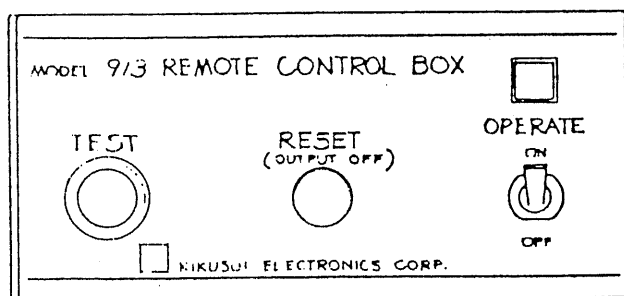 MODEL 913 REMOTE CONTROL BOX
OPERATE
TEST
RESET
(OUTPUT OFF)
ON
OFF
KIKUSUI ELECTRONICS CORP.